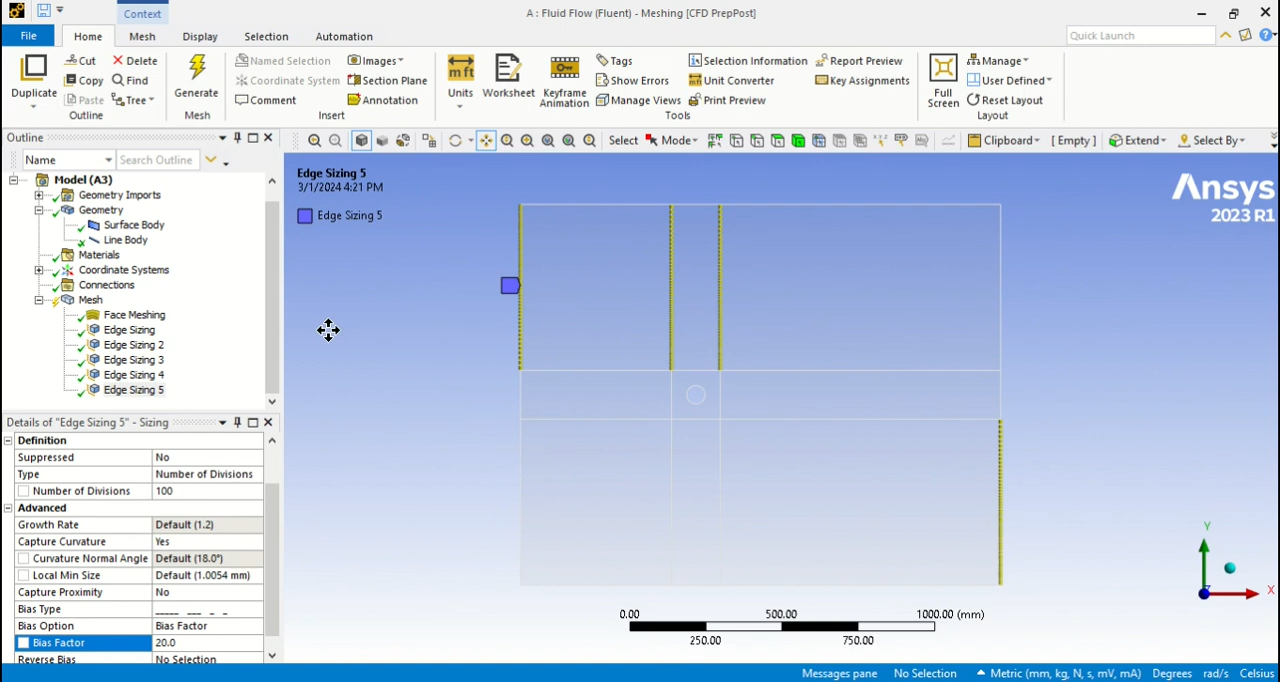 Context
A : Fluid Flow (Fluent) - Meshing [CFD PrepPost]
File Home Mesh Display Selection Automation Quick Launch
Duplicate
Outline
Cut Delete
Copy Find
Paste Tree
Generate
Mesh
Named Selection Images
Coordinate System Section Plane
Comment Annotation
Insert
Units Worksheet Keyframe Animation
Tags Selection Information Report Preview
Show Errors Unit Converter Key Assignments
Manage Views Print Preview
Tools
Full Screen
Manage
User Defined
Reset Layout
Layout
Outline
Select Mode Clipboard [ Empty ] Extend Select By
Name Search Outline
Model (A3)
Geometry Imports
Geometry
Surface Body
Line Body
Materials
Coordinate Systems
Connections
Mesh
Face Meshing
Edge Sizing
Edge Sizing 2
Edge Sizing 3
Edge Sizing 4
Edge Sizing 5
Details of "Edge Sizing 5" - Sizing
Definition
Suppressed No
Type Number of Divisions
Number of Divisions 100
Advanced
Growth Rate Default (1.2)
Capture Curvature Yes
Curvature Normal Angle Default (18.0°)
Local Min Size Default (1.0054 mm)
Capture Proximity No
Bias Type _____ ___ _ _
Bias Option Bias Factor
Bias Factor 20.0
Reverse Bias No Selection
Edge Sizing 5
3/1/2024 4:21 PM
Edge Sizing 5
Ansys
2023 R1
0.00 500.00 1000.00 (mm)
250.00 750.00
Y
X
Messages pane No Selection Metric (mm, kg, N, s, mV, mA) Degrees rad/s Celsius